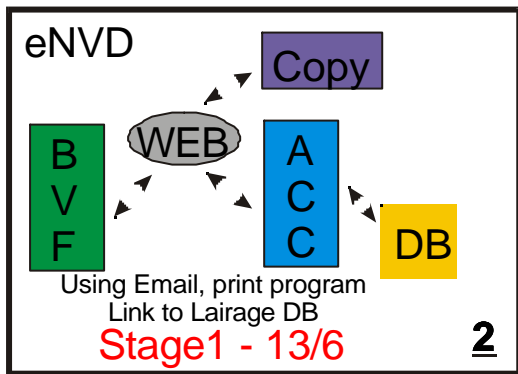 eNVD
Copy
WEB
B
V
F
A
C
C
DB
Using Email, print program
Link to Lairage DB
Stage1 - 13/6
2